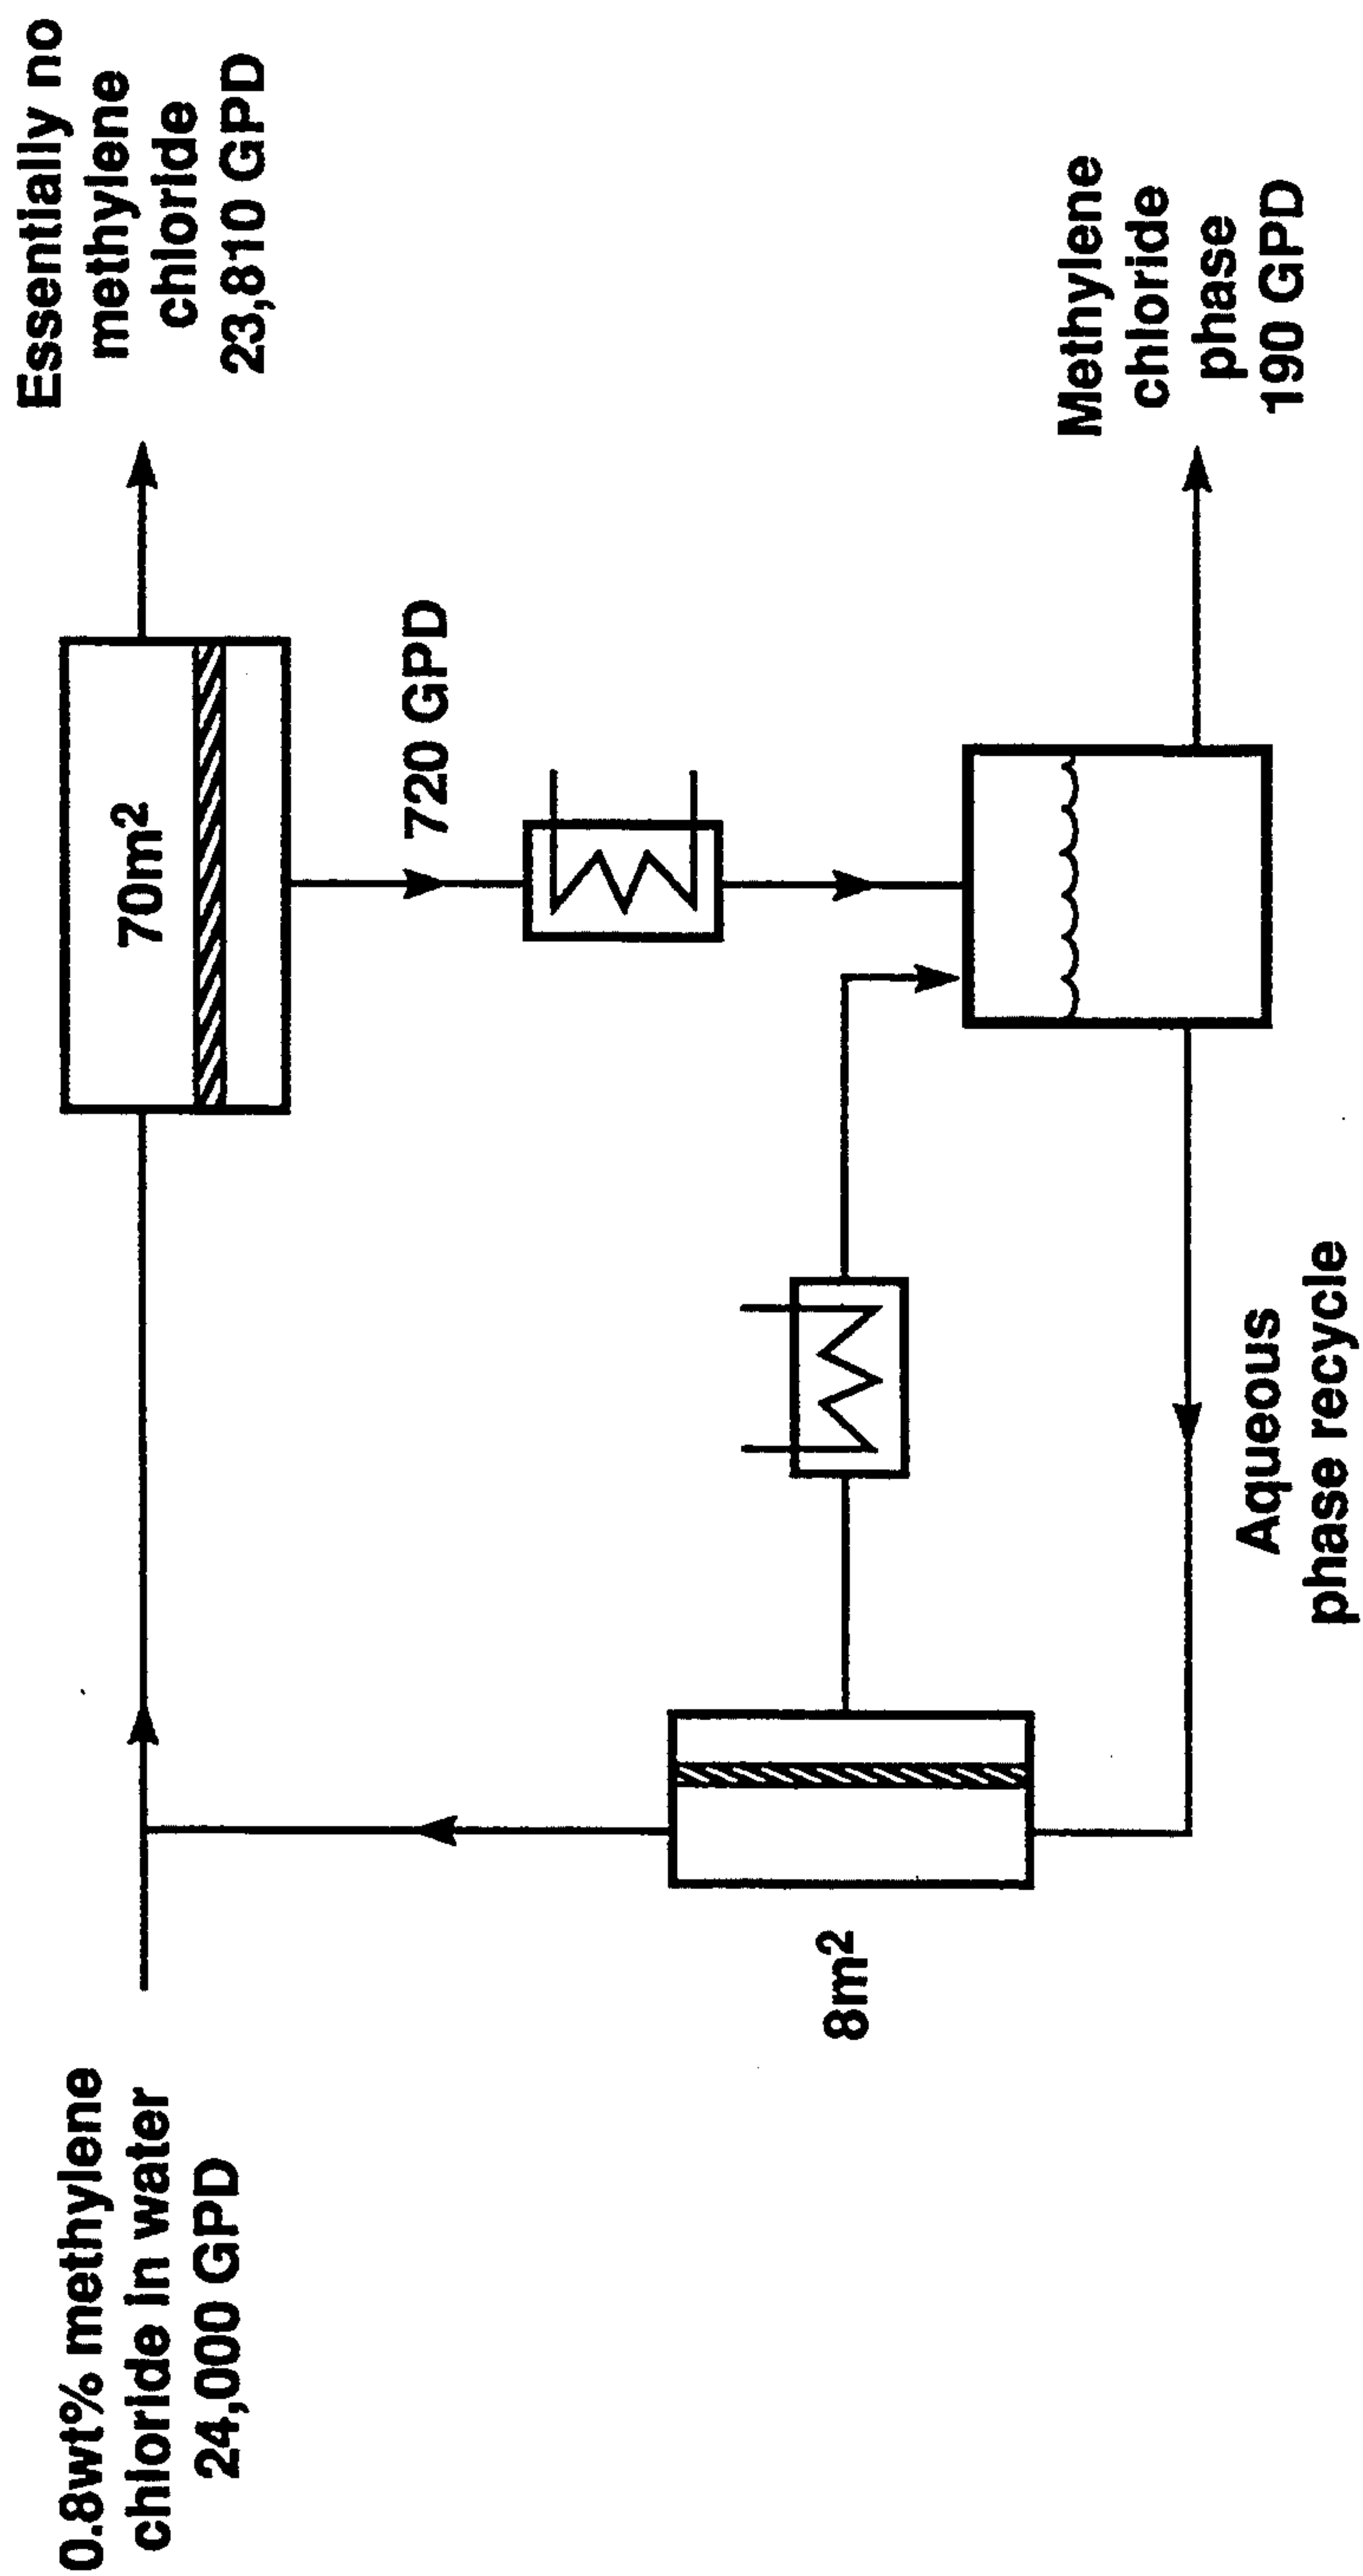 0.8wt% methylene
chloride in water
24,000 GPD
70m²
Essentially no
methylene
chloride
23,810 GPD
720 GPD
8m²
Aqueous
phase recycle
Methylene
chloride
phase
190 GPD